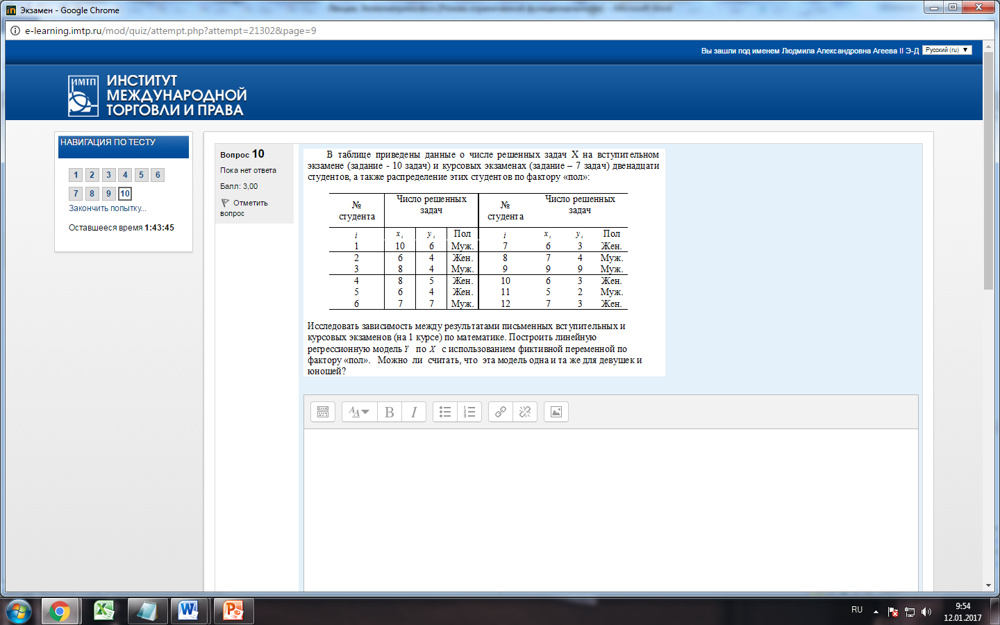 Экзамен - Google Chrome
e-learning.imtp.ru/mod/quiz/attempt.php?attempt=21302&page=9
Вы зашли под именем Людмила Александровна Агеева II Э-Д
Русский (ru) ▼
ИМТП
ИНСТИТУТ
МЕЖДУНАРОДНОЙ
ТОРГОВЛИ И ПРАВА
НАВИГАЦИЯ ПО ТЕСТУ
1 2 3 4 5 6
7 8 9 10
Закончить попытку...
Оставшееся время 1:43:45
Вопрос 10
Пока нет ответа
Балл: 3,00
Отметить
вопрос
В таблице приведены данные о числе решенных задач X на вступительном
экзамене (задание - 10 задач) и курсовых экзаменах (задание – 7 задач) двенадцати
студентов, а также распределение этих студентов по фактору «пол»:
№ студента Число решенных задач № студента Число решенных задач
i x i y i Пол i x i y i Пол
1 10 6 Муж. 7 6 3 Жен.
2 6 4 Жен. 8 7 4 Муж.
3 8 4 Муж. 9 9 9 Муж.
4 8 5 Жен. 10 6 3 Жен.
5 6 4 Жен. 11 5 2 Муж.
6 7 7 Муж. 12 7 3 Жен.
Исследовать зависимость между результатами письменных вступительных и
курсовых экзаменов (на 1 курсе) по математике. Построить линейную
регрессионную модель Y по X с использованием фиктивной переменной по
фактору «пол». Можно ли считать, что эта модель одна и та же для девушек и
юношей?
RU
9:54
12.01.2017